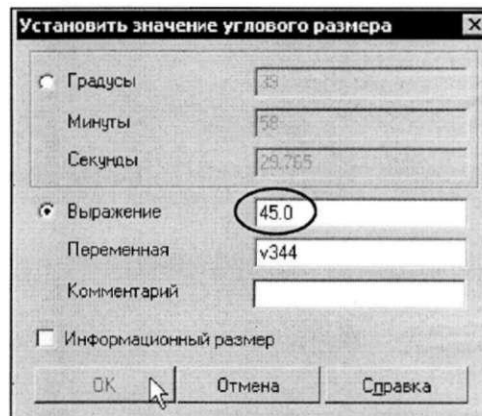 Установить значение углового размера
Градусы 39
Минуты 58
Секунды 29.765
Выражение 45.0
Переменная v344
Комментарий
Информационный размер
OK Отмена Справка